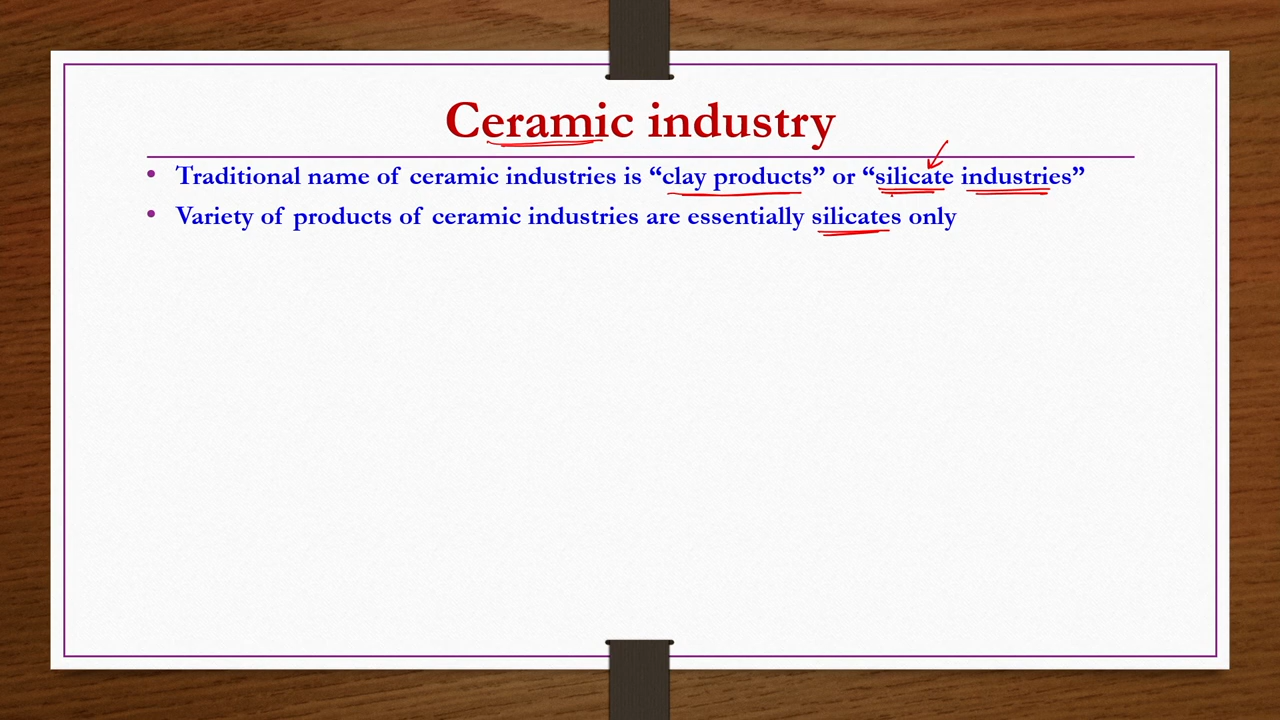 Ceramic industry
• Traditional name of ceramic industries is “clay products” or “silicate industries”
• Variety of products of ceramic industries are essentially silicates only